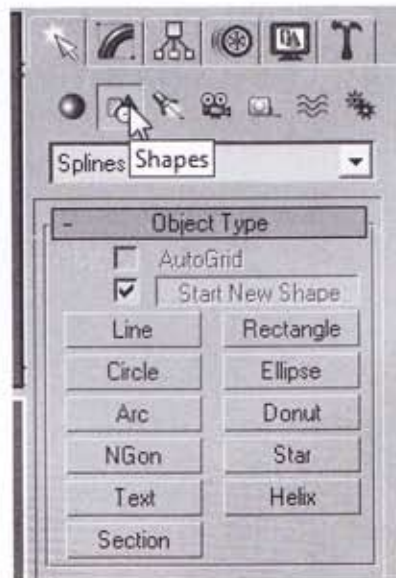 Splines
Shapes
- Object Type
AutoGrid
Start New Shape
Line Rectangle
Circle Ellipse
Arc Donut
NGon Star
Text Helix
Section